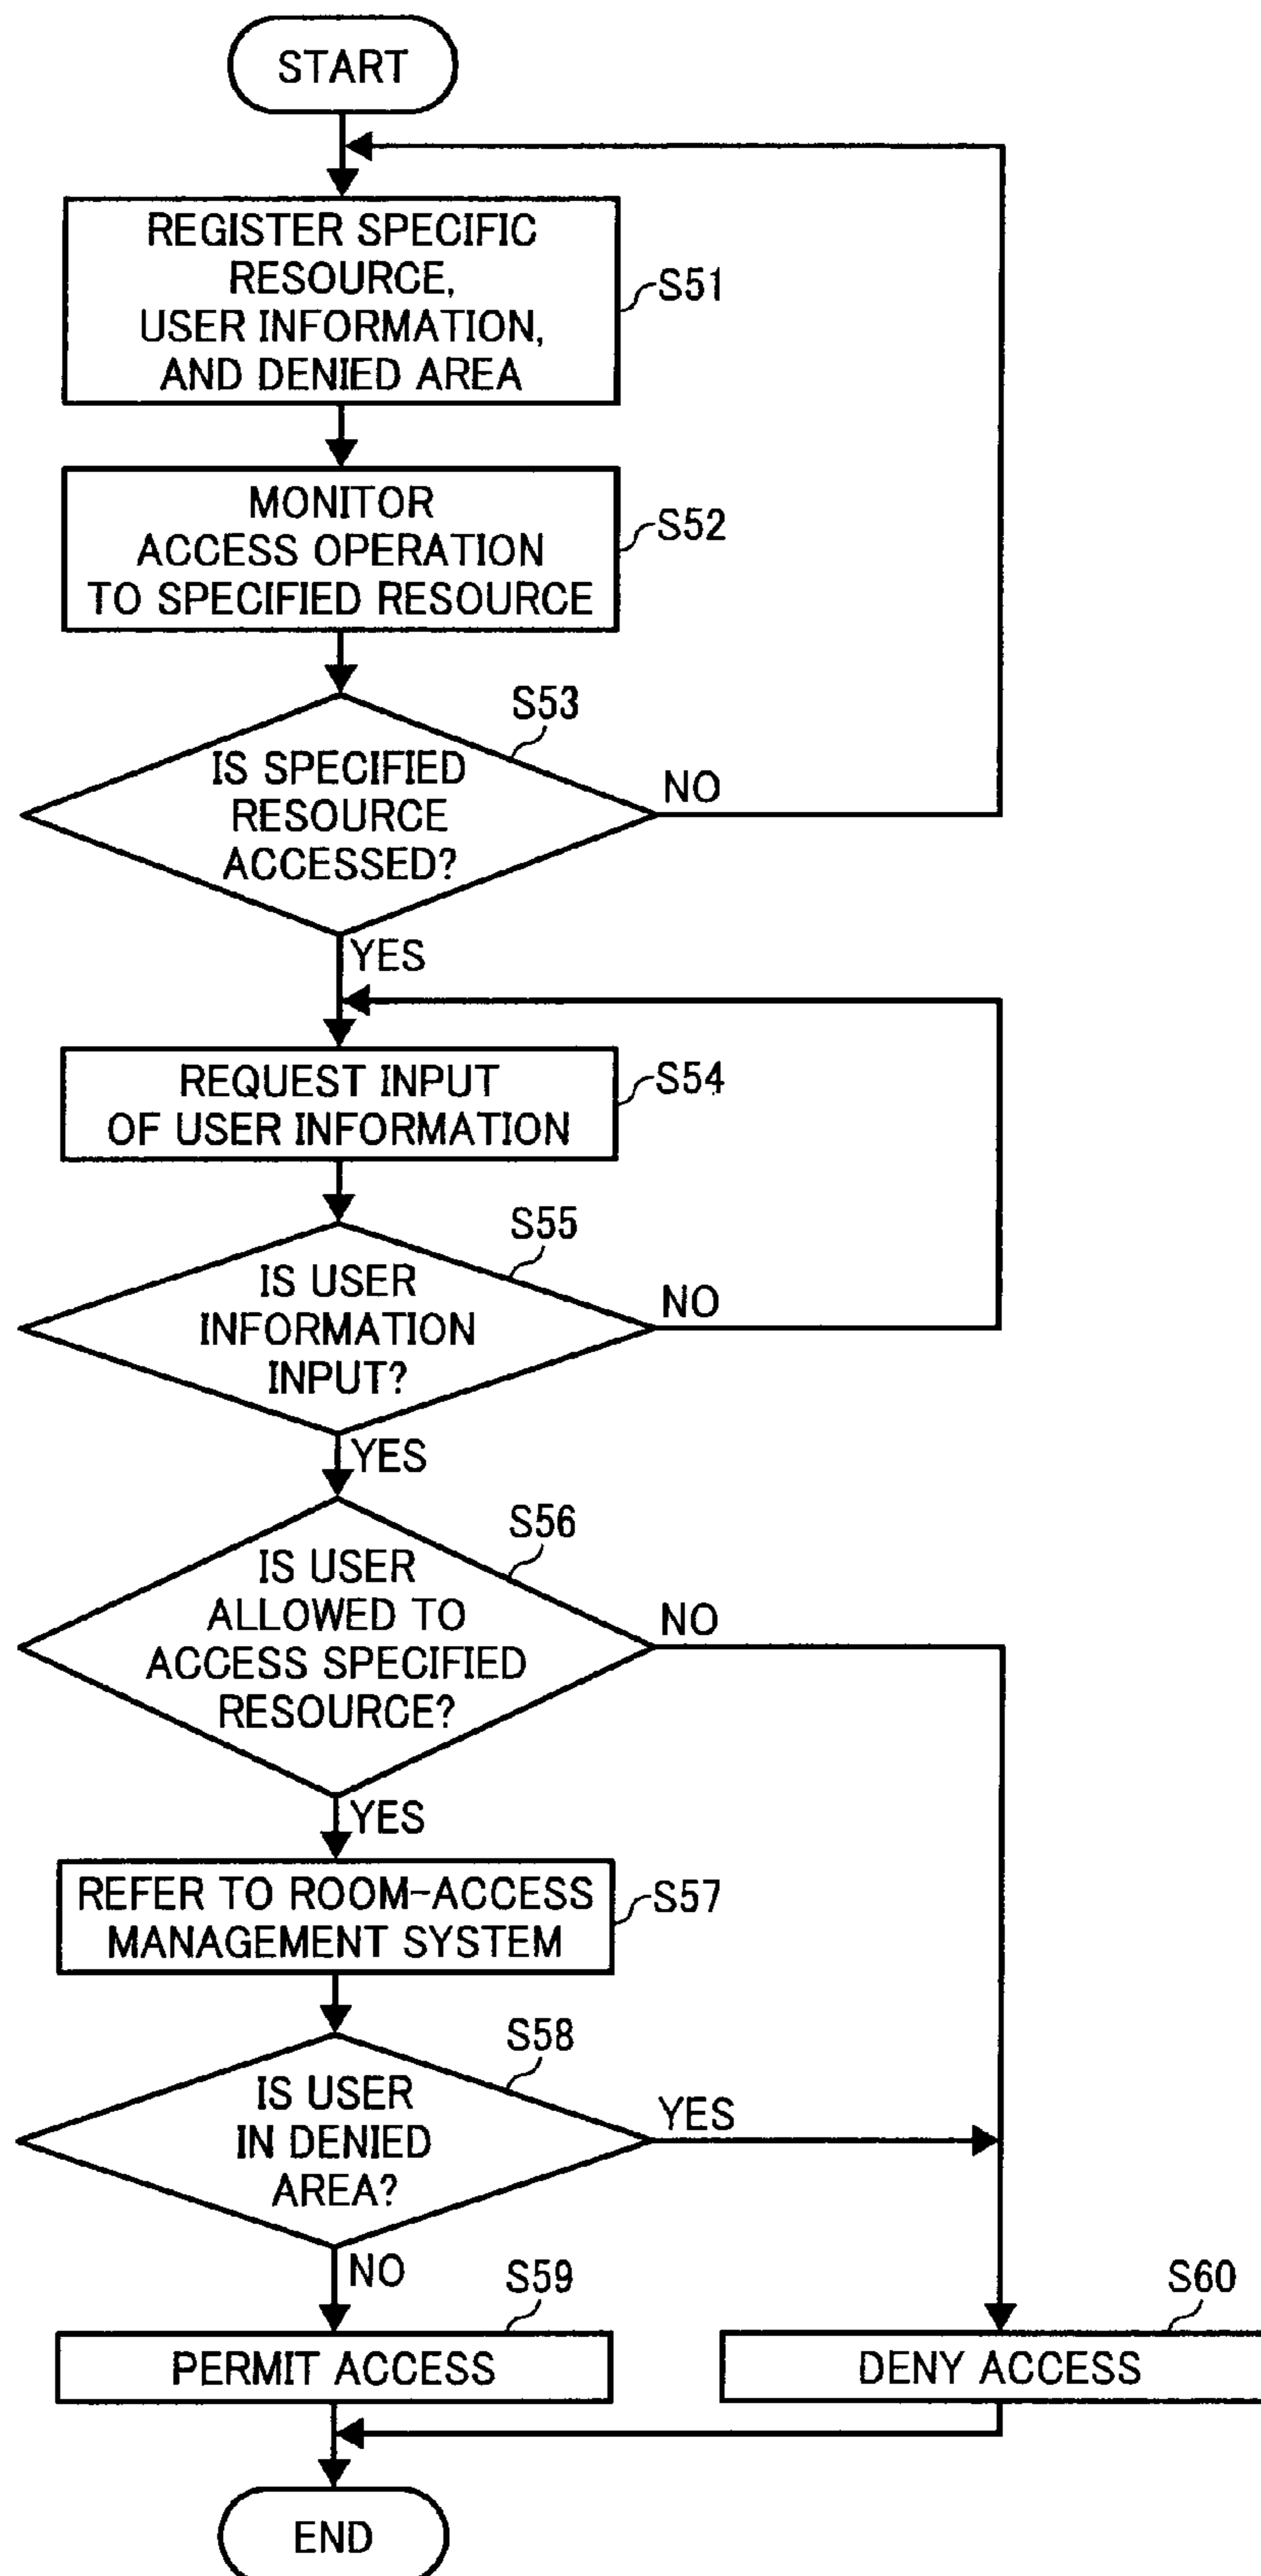 START
REGISTER SPECIFIC
RESOURCE,
USER INFORMATION,
AND DENIED AREA
S51
MONITOR
ACCESS OPERATION
TO SPECIFIED RESOURCE
S52
S53
IS SPECIFIED
RESOURCE
ACCESSED?
NO
YES
REQUEST INPUT
OF USER INFORMATION
S54
S55
IS USER
INFORMATION
INPUT?
NO
YES
S56
IS USER
ALLOWED TO
ACCESS SPECIFIED
RESOURCE?
NO
YES
REFER TO ROOM-ACCESS
MANAGEMENT SYSTEM
S57
S58
IS USER
IN DENIED
AREA?
YES
NO
S59
PERMIT ACCESS
S60
DENY ACCESS
END